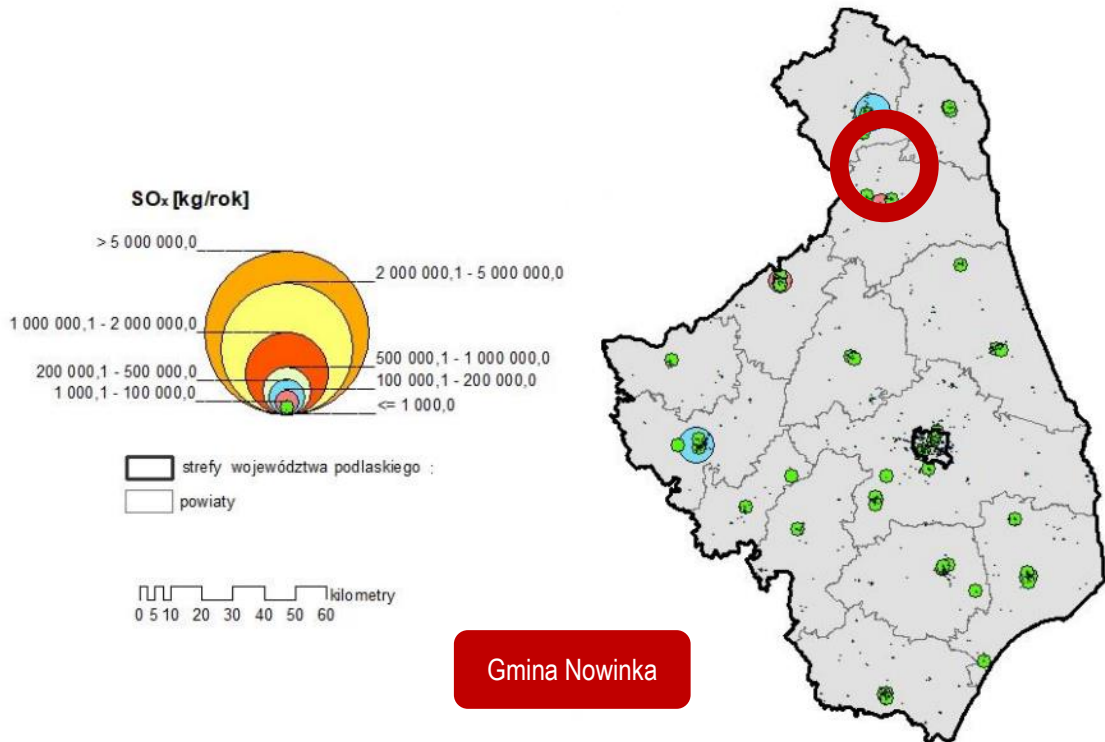 SOx [kg/rok]
> 5 000 000,0
2 000 000,1 - 5 000 000,0
1 000 000,1 - 2 000 000,0
500 000,1 - 1 000 000,0
200 000,1 - 500 000,0
100 000,1 - 200 000,0
1 000,1 - 100 000,0
<= 1 000,0
strefy województwa podlaskiego :
powiaty
kilometry
0 5 10 20 30 40 50 60
Gmina Nowinka